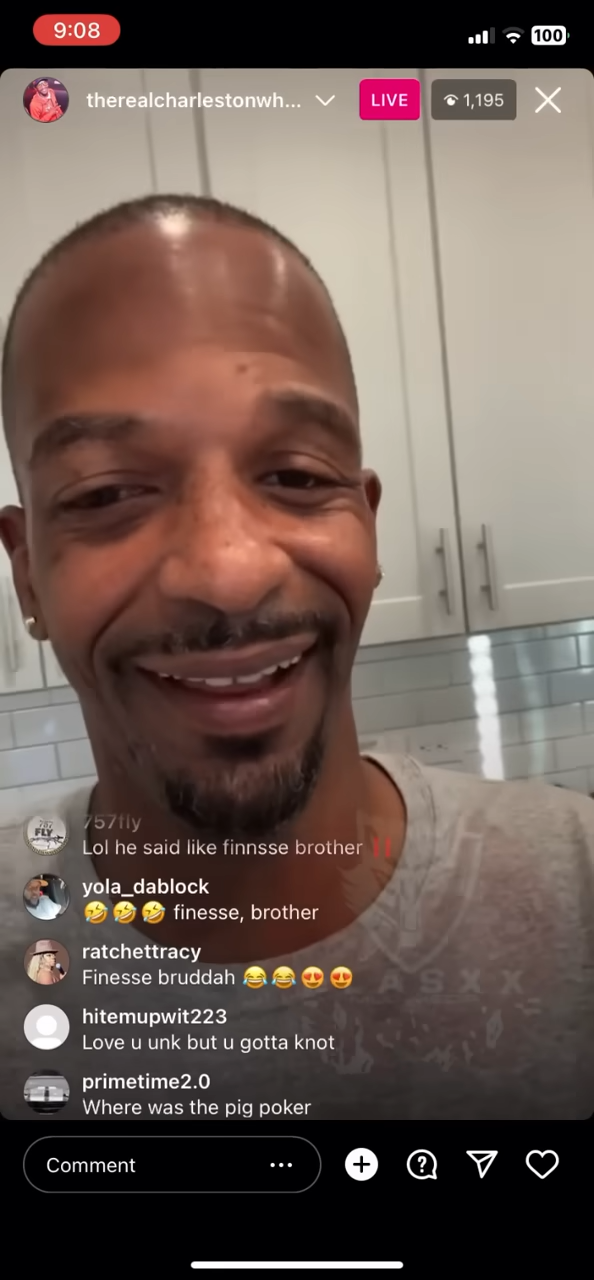 9:08
100
therealcharlestonwh...
LIVE
1,195
FLY
757fly
Lol he said like finnsse brother ‼️
yola_dablock
🤣🤣🤣 finesse, brother
ratchettracy
Finesse bruddah 😂😂😍😍
hitemupwit223
Love u unk but u gotta knot
primetime2.0
Where was the pig poker
Comment